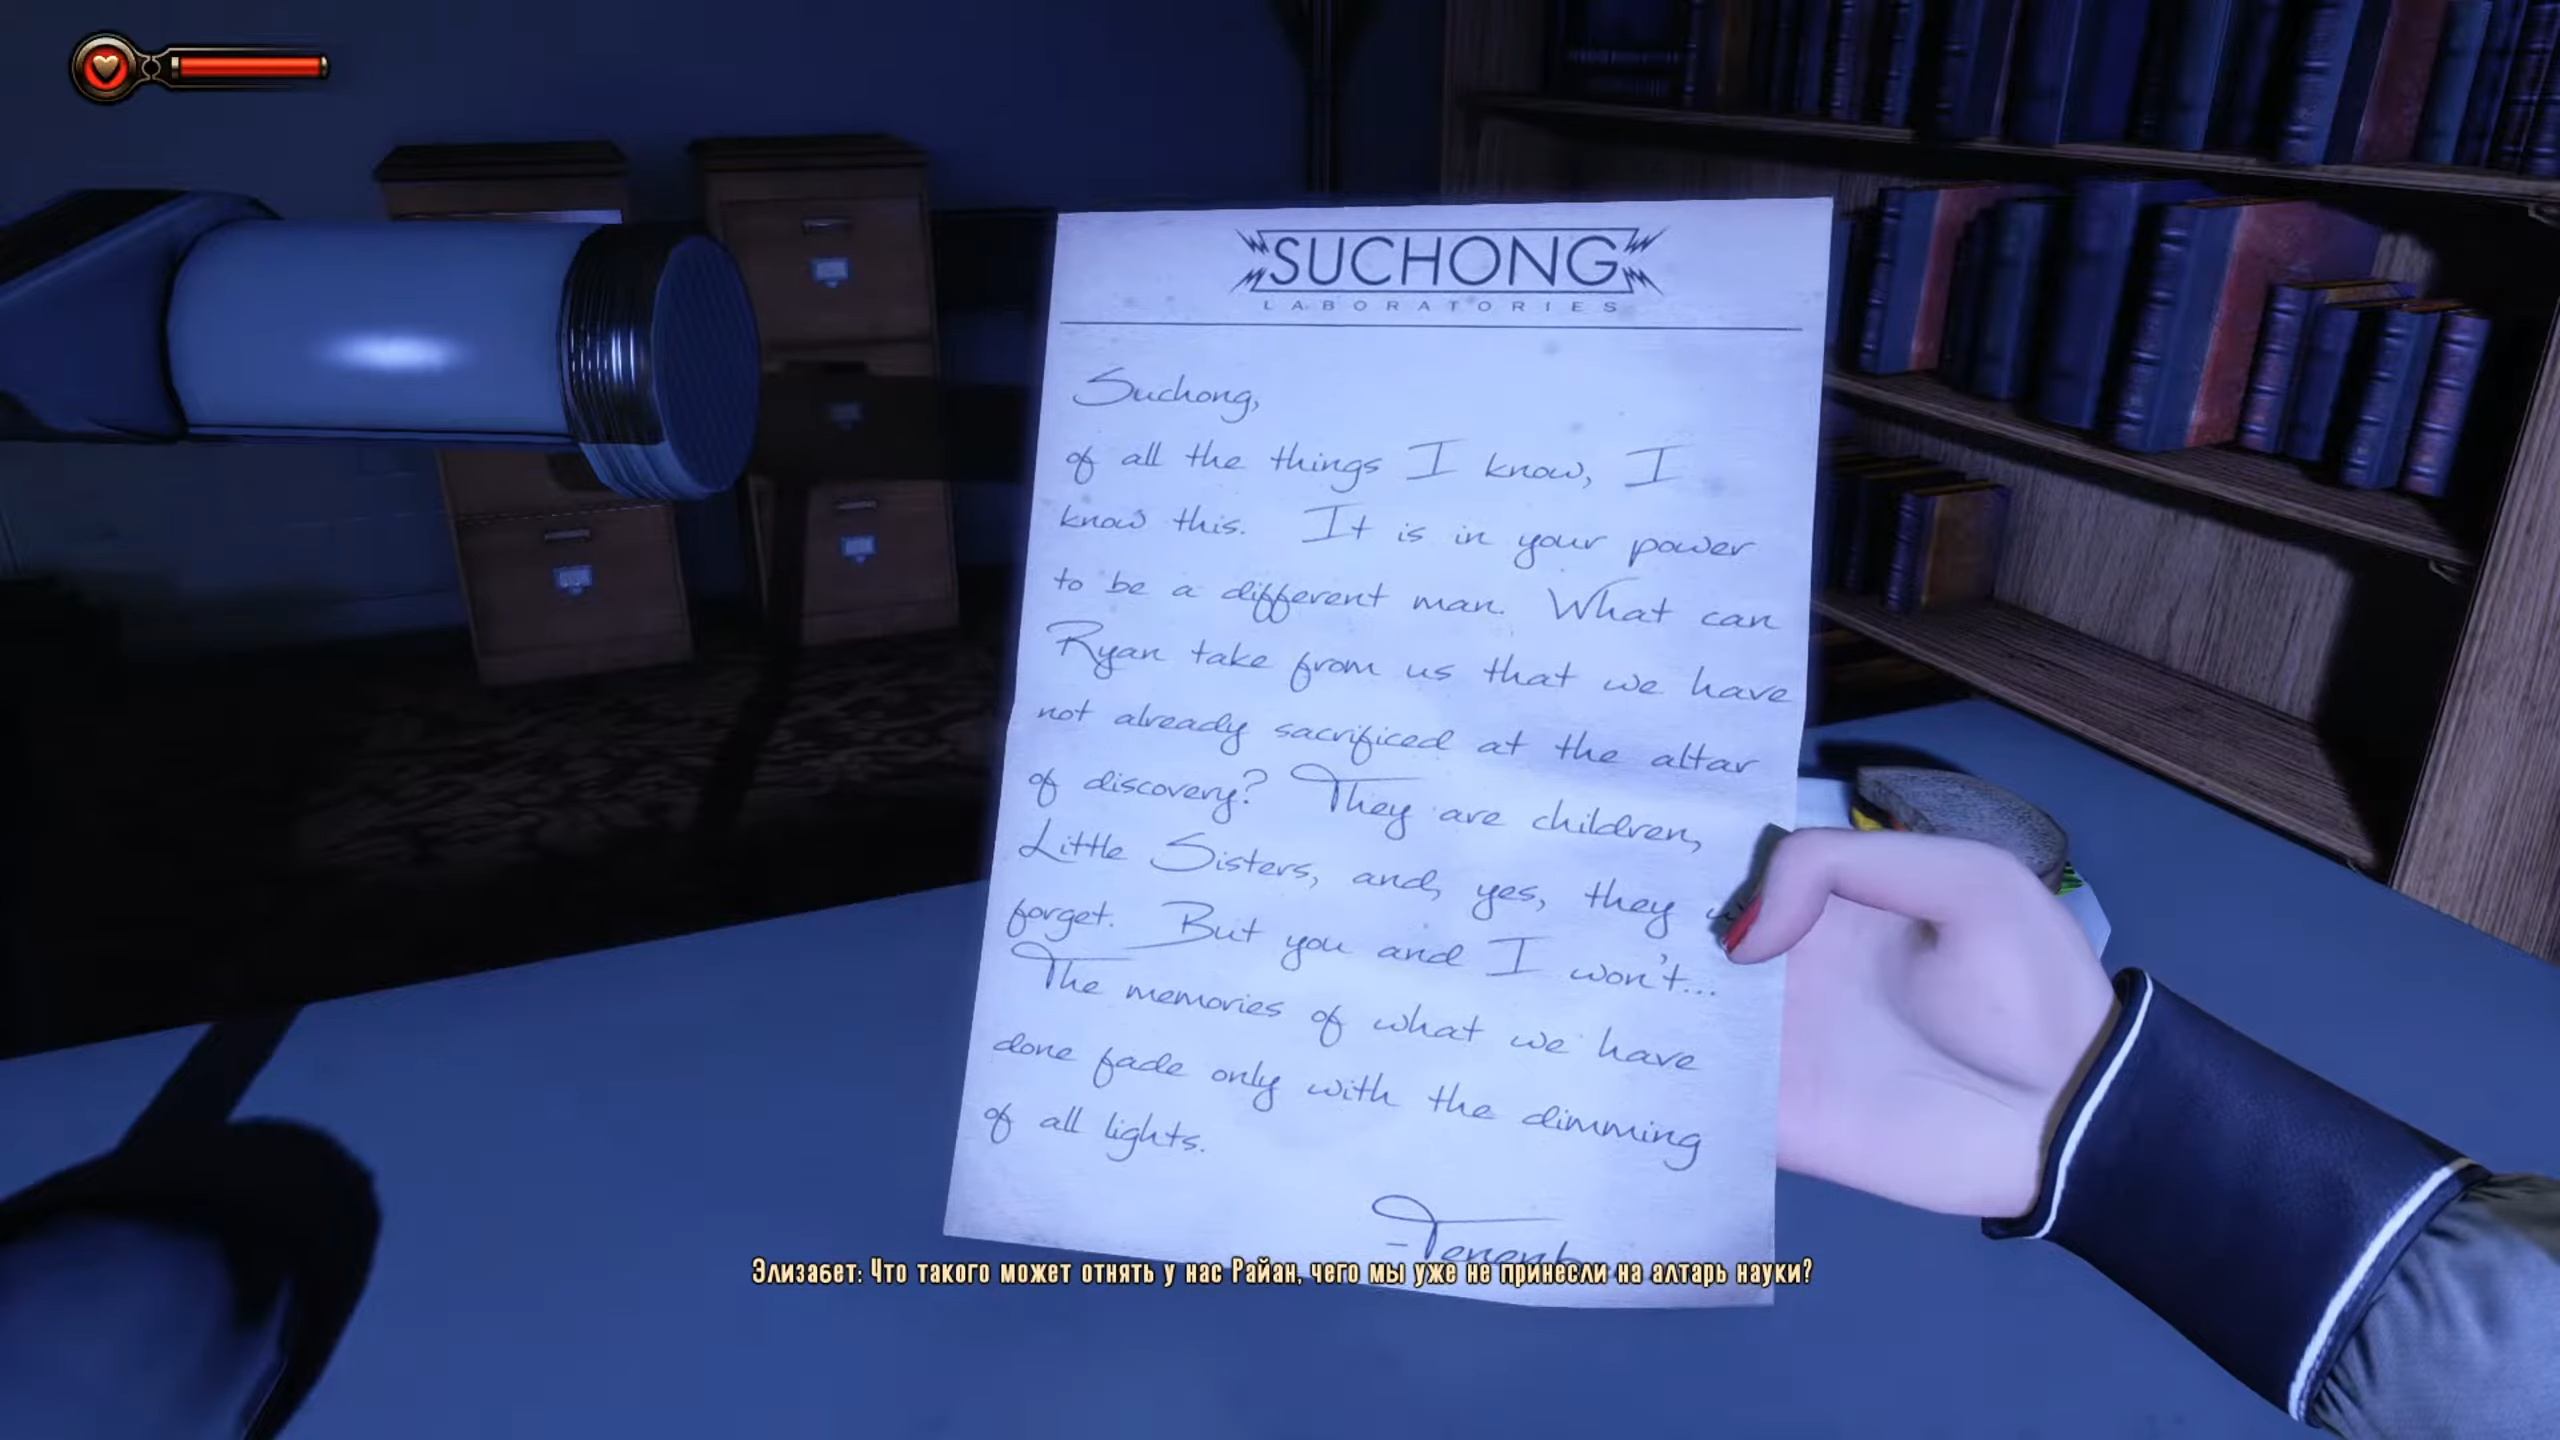 SUCHONG
LABORATORIES
Suchong,
of all the things I know, I
know this. It is in your power
to be a different man. What can
Ryan take from us that we have
not already sacrificed at the altar
of discovery? They are children,
Little Sisters, and, yes, they
forget. But you and I won't...
The memories of what we have
done fade only with the dimming
of all lights.
Элизабет: Что такого может отнять у нас Райан, чего мы уже не принесли на алтарь науки?